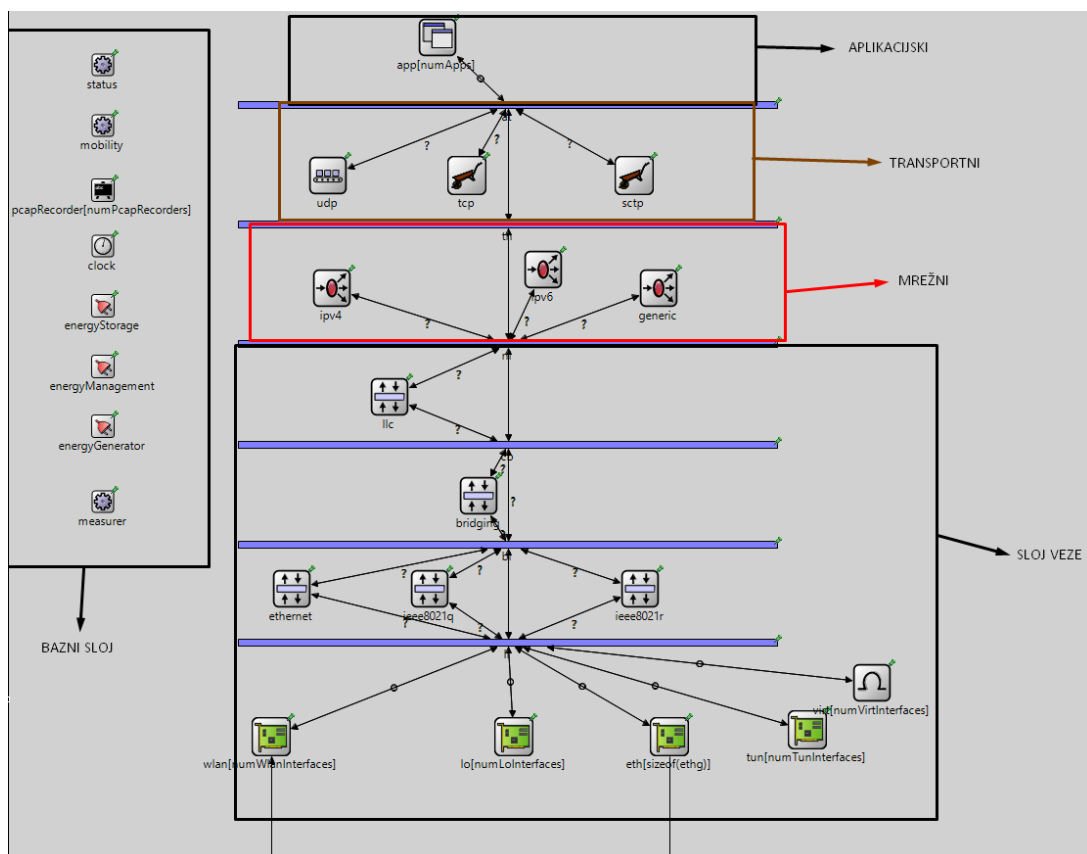 app[numApps]
APLIKACIJSKI
status
mobility
pcapRecorder[numPcapRecorders]
clock
energyStorage
energyManagement
energyGenerator
measurer
BAZNI SLOJ
at
?
?
?
udp
tcp
sctp
TRANSPORTNI
tn
ipv4
ipv6
generic
?
?
?
MREŽNI
?
llc
?
?
?
bridging
?
?
?
?
ethernet
ieee8021q
ieee8021r
?
?
?
SLOJ VEZE
wlan[numWlanInterfaces]
lo[numLoInterfaces]
eth[sizeof(ethg)]
tun[numTunInterfaces]
virt[numVirtInterfaces]